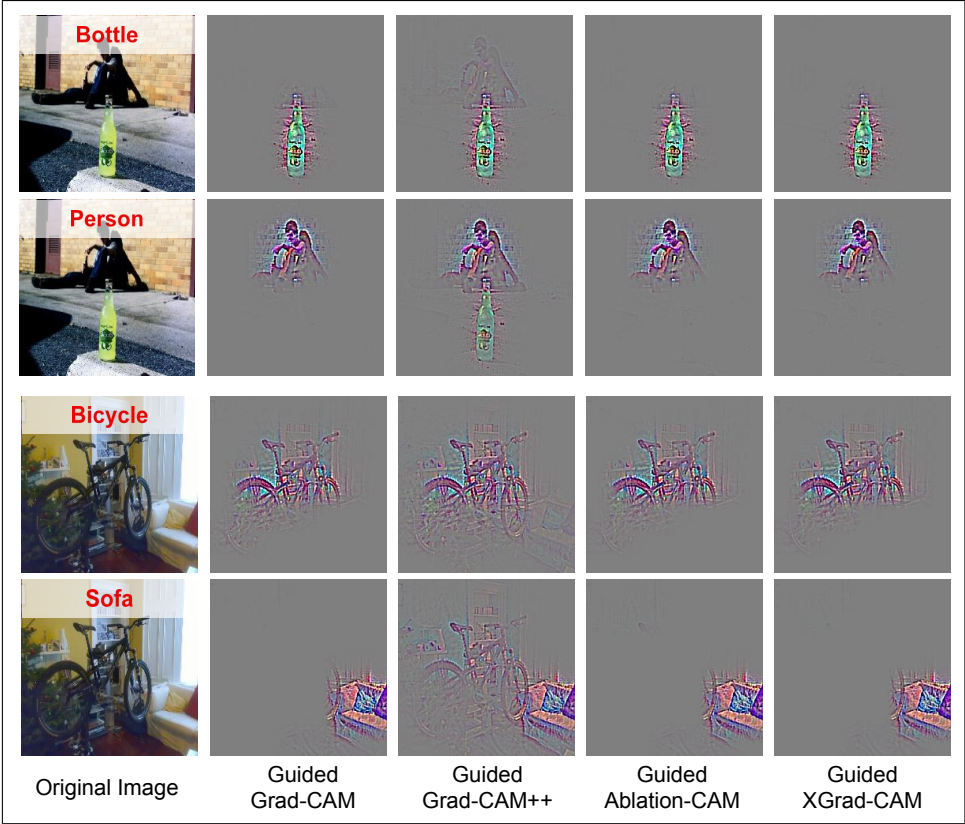 Bottle
Person
Bicycle
Sofa
Original Image
Guided
Grad-CAM
Guided
Grad-CAM++
Guided
Ablation-CAM
Guided
XGrad-CAM